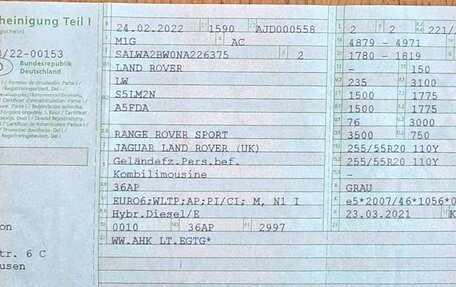 heinigung Teil I
gschein)
/22-00153
Bundesrepublik
Deutschland
24.02.2022 1590 AJD000558 2 2 221/
M1G AC 4879 - 4971
SALWA2BW0NA226375 5 2 1780 - 1819
LAND ROVER - 150
LW 235 3100
S5LM2N 1500 1775
A5FDA 1500 1775
76 3000
RANGE ROVER SPORT 3500 750
JAGUAR LAND ROVER (UK) 255/55R20 110Y
Geländefz.Pers.bef. 255/55R20 110Y
Kombilimousine -
36AP GRAU
EURO6;WLTP;AP;PI/CI; M, N1 I e5*2007/46*1056*0
Hybr.Diesel/E 23.03.2021 K
0010 36AP 2997
WW.AHK LT.EGTG*
on
tr. 6 C
usen